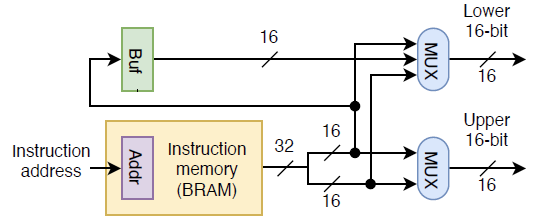 Lower
16-bit
16
Buf
MUX
16
Upper
16-bit
Instruction
address
Addr
Instruction
memory
(BRAM)
32
16
16
MUX
16